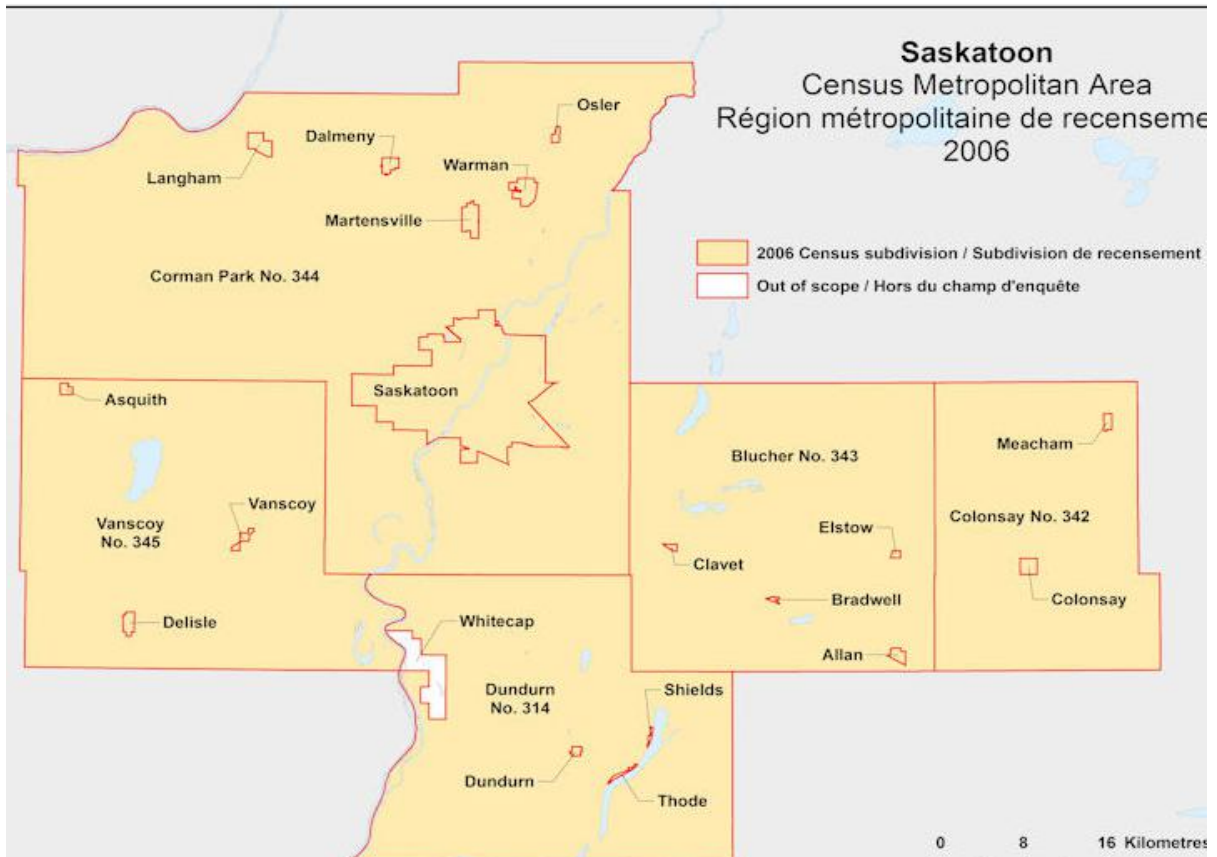 Saskatoon
Census Metropolitan Area
Région métropolitaine de recenseme
2006
Osler
Dalmeny
Langham
Warman
Martensville
2006 Census subdivision / Subdivision de recensement
Corman Park No. 344
Out of scope / Hors du champ d'enquête
Saskatoon
Asquith
Meacham
Blucher No. 343
Vanscoy
Vanscoy
No. 345
Elstow
Colonsay No. 342
Clavet
Bradwell
Colonsay
Delisle
Whitecap
Allan
Dundurn
No. 314
Shields
Dundurn
Thode
0 8 16 Kilometres